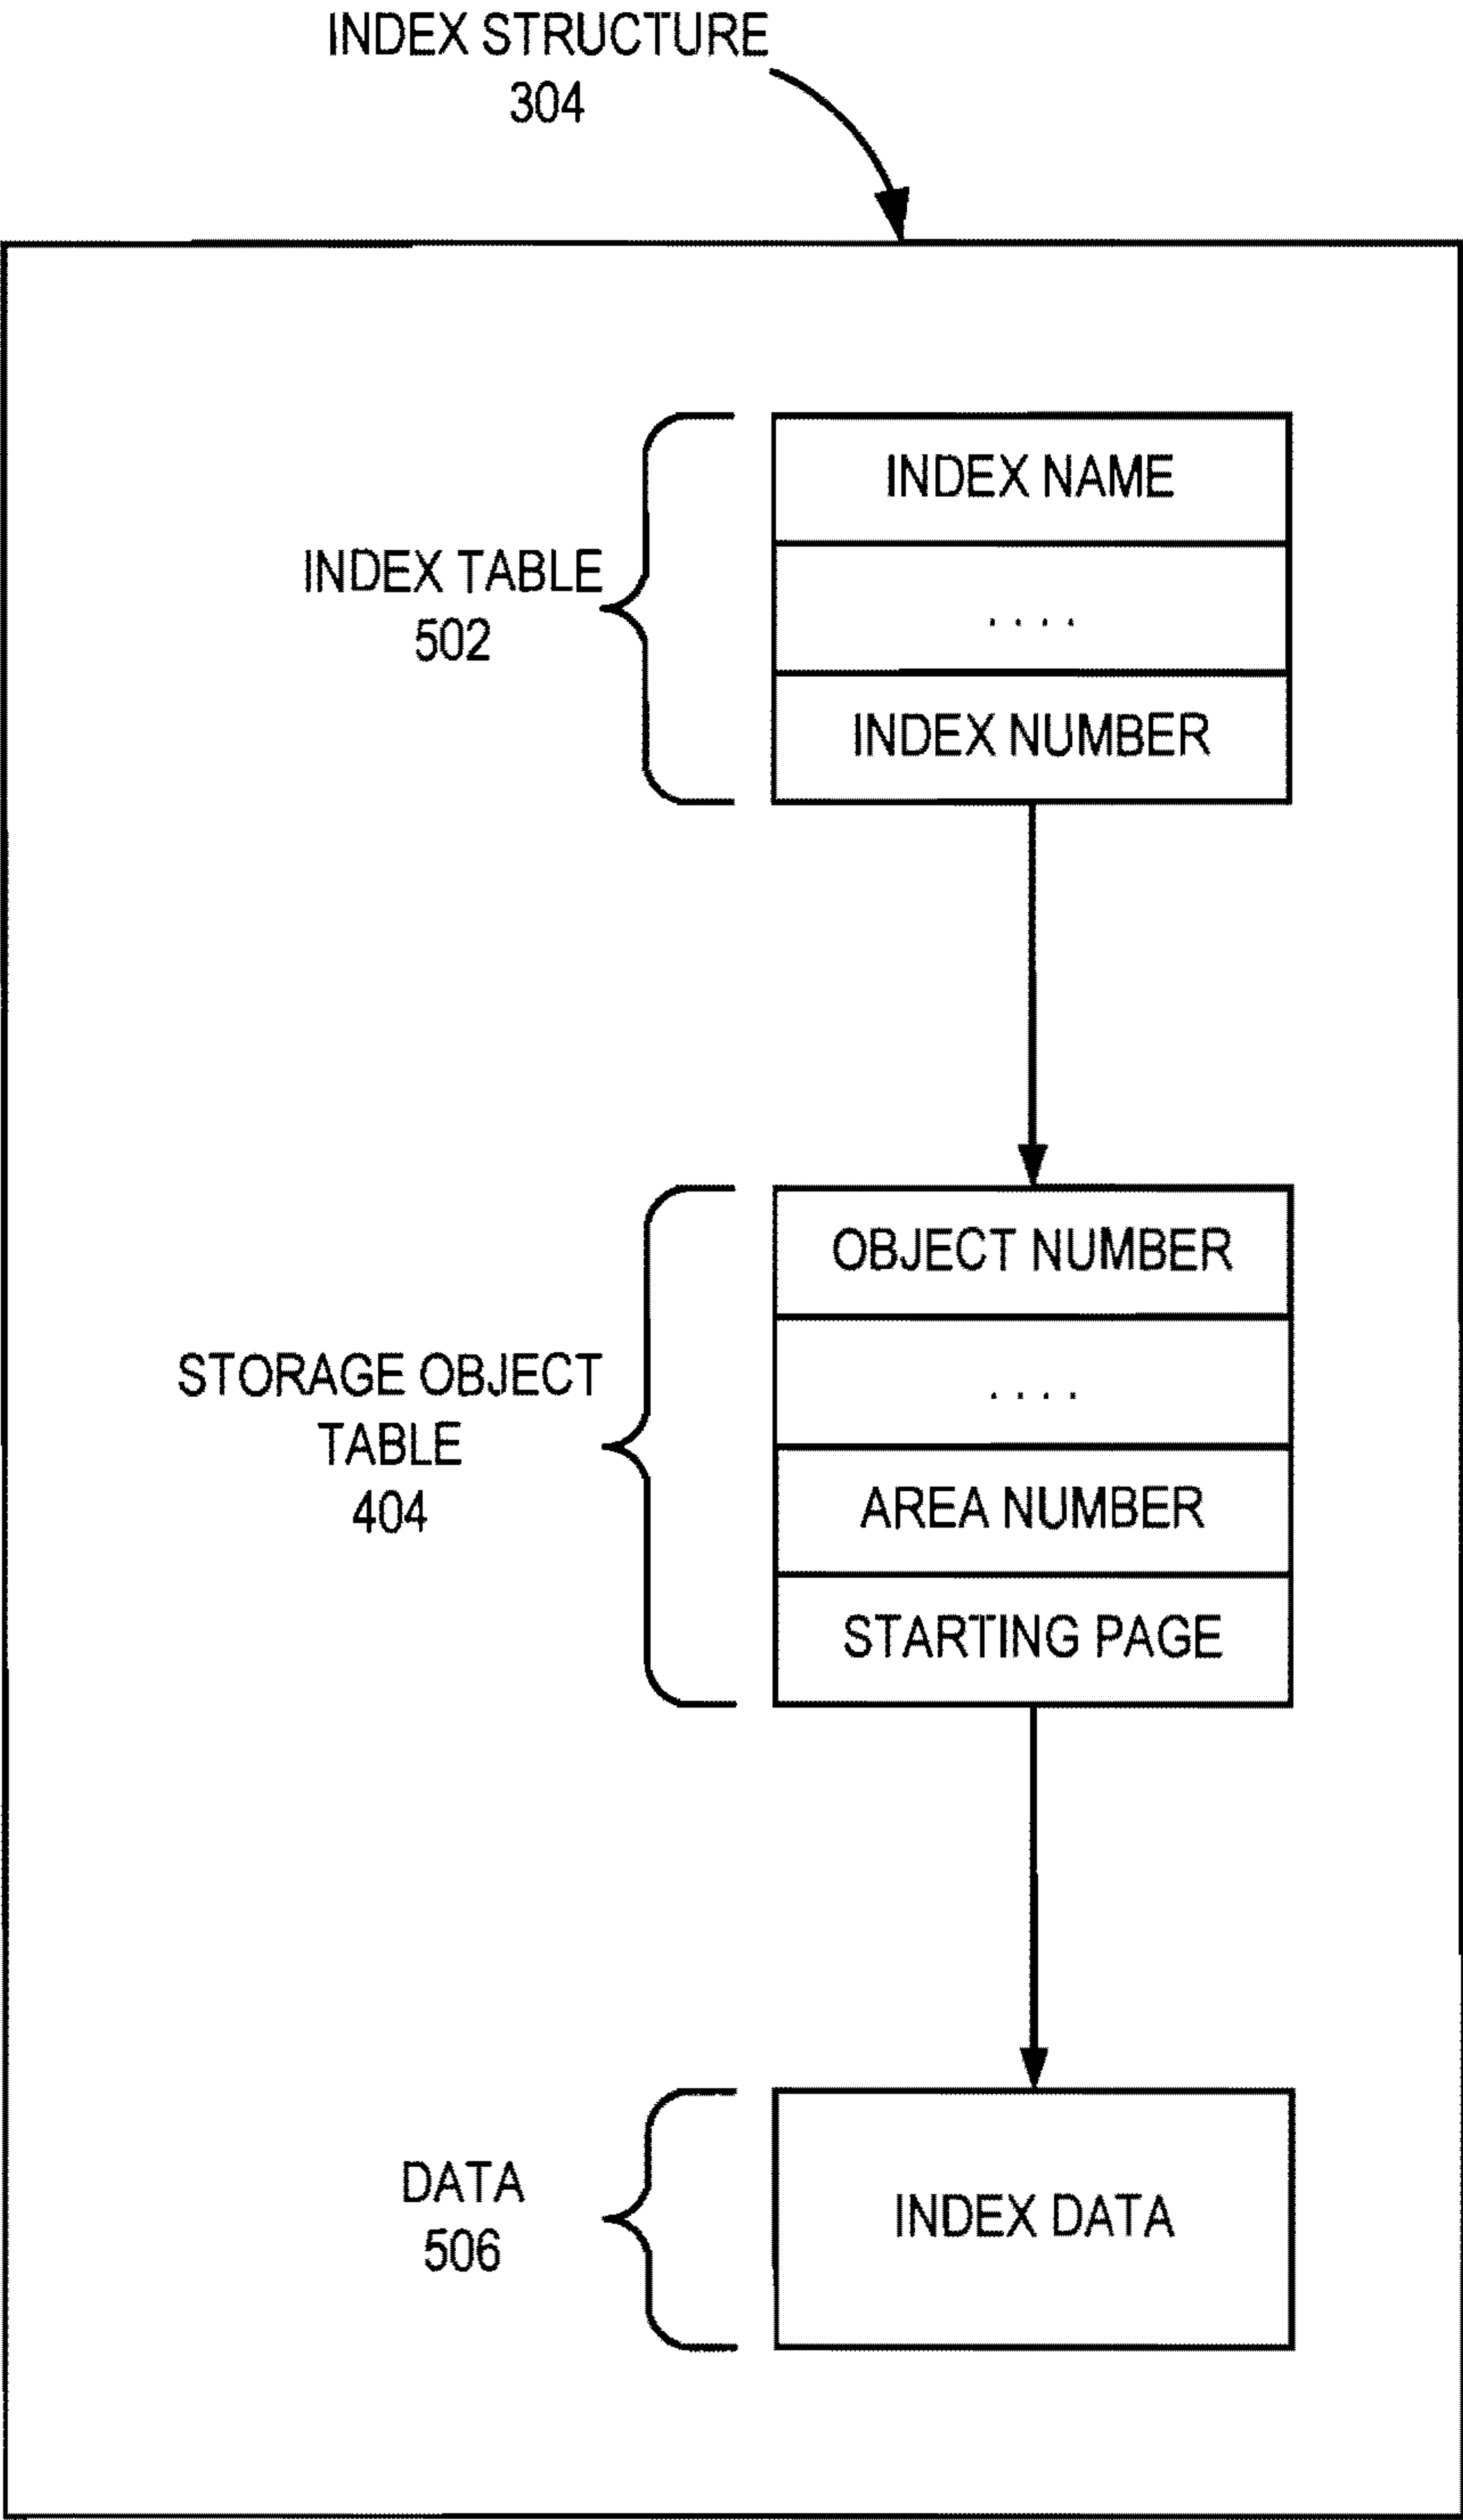 INDEX STRUCTURE
304
INDEX NAME
INDEX TABLE
502
. . . .
INDEX NUMBER
OBJECT NUMBER
STORAGE OBJECT
TABLE
404
. . . .
AREA NUMBER
STARTING PAGE
DATA
506
INDEX DATA